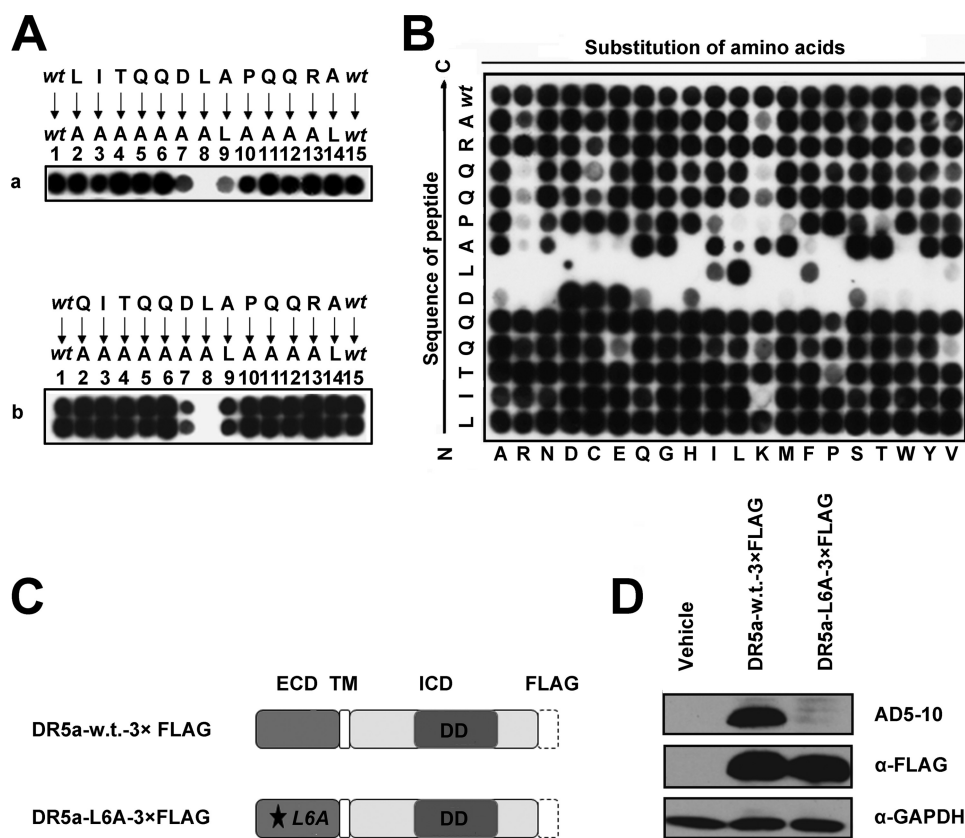 A
wt L I T Q Q D L A P Q Q R A wt
wt A A A A A A A L A A A A L wt
1 2 3 4 5 6 7 8 9 10 11 12 13 14 15
a
wt Q I T Q Q D L A P Q Q R A wt
wt A A A A A A A L A A A A L wt
1 2 3 4 5 6 7 8 9 10 11 12 13 14 15
b
B
Substitution of amino acids
C
Sequence of peptide
N
wt
A
R
Q
Q
P
A
L
D
Q
Q
T
I
L
A R N D C E Q G H I L K M F P S T W Y V
C
ECD TM ICD FLAG
DR5a-w.t.-3× FLAG
DD
DR5a-L6A-3×FLAG
★ L6A
DD
D
Vehicle
DR5a-w.t.-3×FLAG
DR5a-L6A-3×FLAG
AD5-10
α-FLAG
α-GAPDH